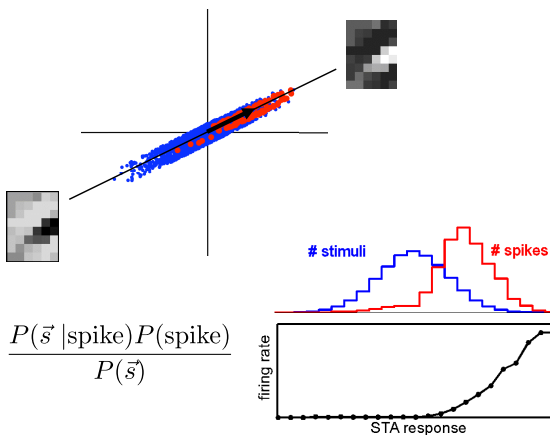 # stimuli
# spikes
P(s⃗ |spike)P(spike)
P(s⃗)
firing rate
STA response